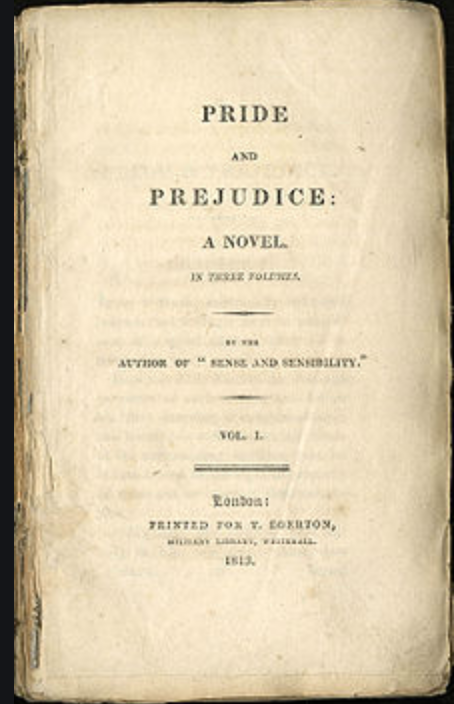 PRIDE
AND
PREJUDICE:
A NOVEL.
IN THREE VOLUMES.
BY THE
AUTHOR OF “ SENSE AND SENSIBILITY.”
VOL. I.
London:
PRINTED FOR T. EGERTON,
MILITARY LIBRARY, WHITEHALL.
1813.